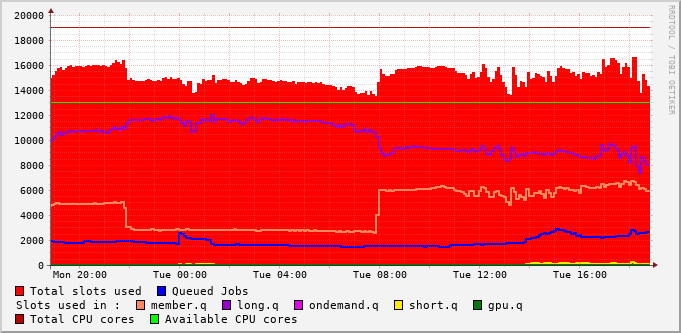 20000
18000
16000
14000
12000
10000
8000
6000
4000
2000
0
Mon 20:00 Tue 00:00 Tue 04:00 Tue 08:00 Tue 12:00 Tue 16:00
Total slots used Queued Jobs
Slots used in : member.q long.q ondemand.q short.q gpu.q
Total CPU cores Available CPU cores
RRDTOOL / TOBI OETIKER